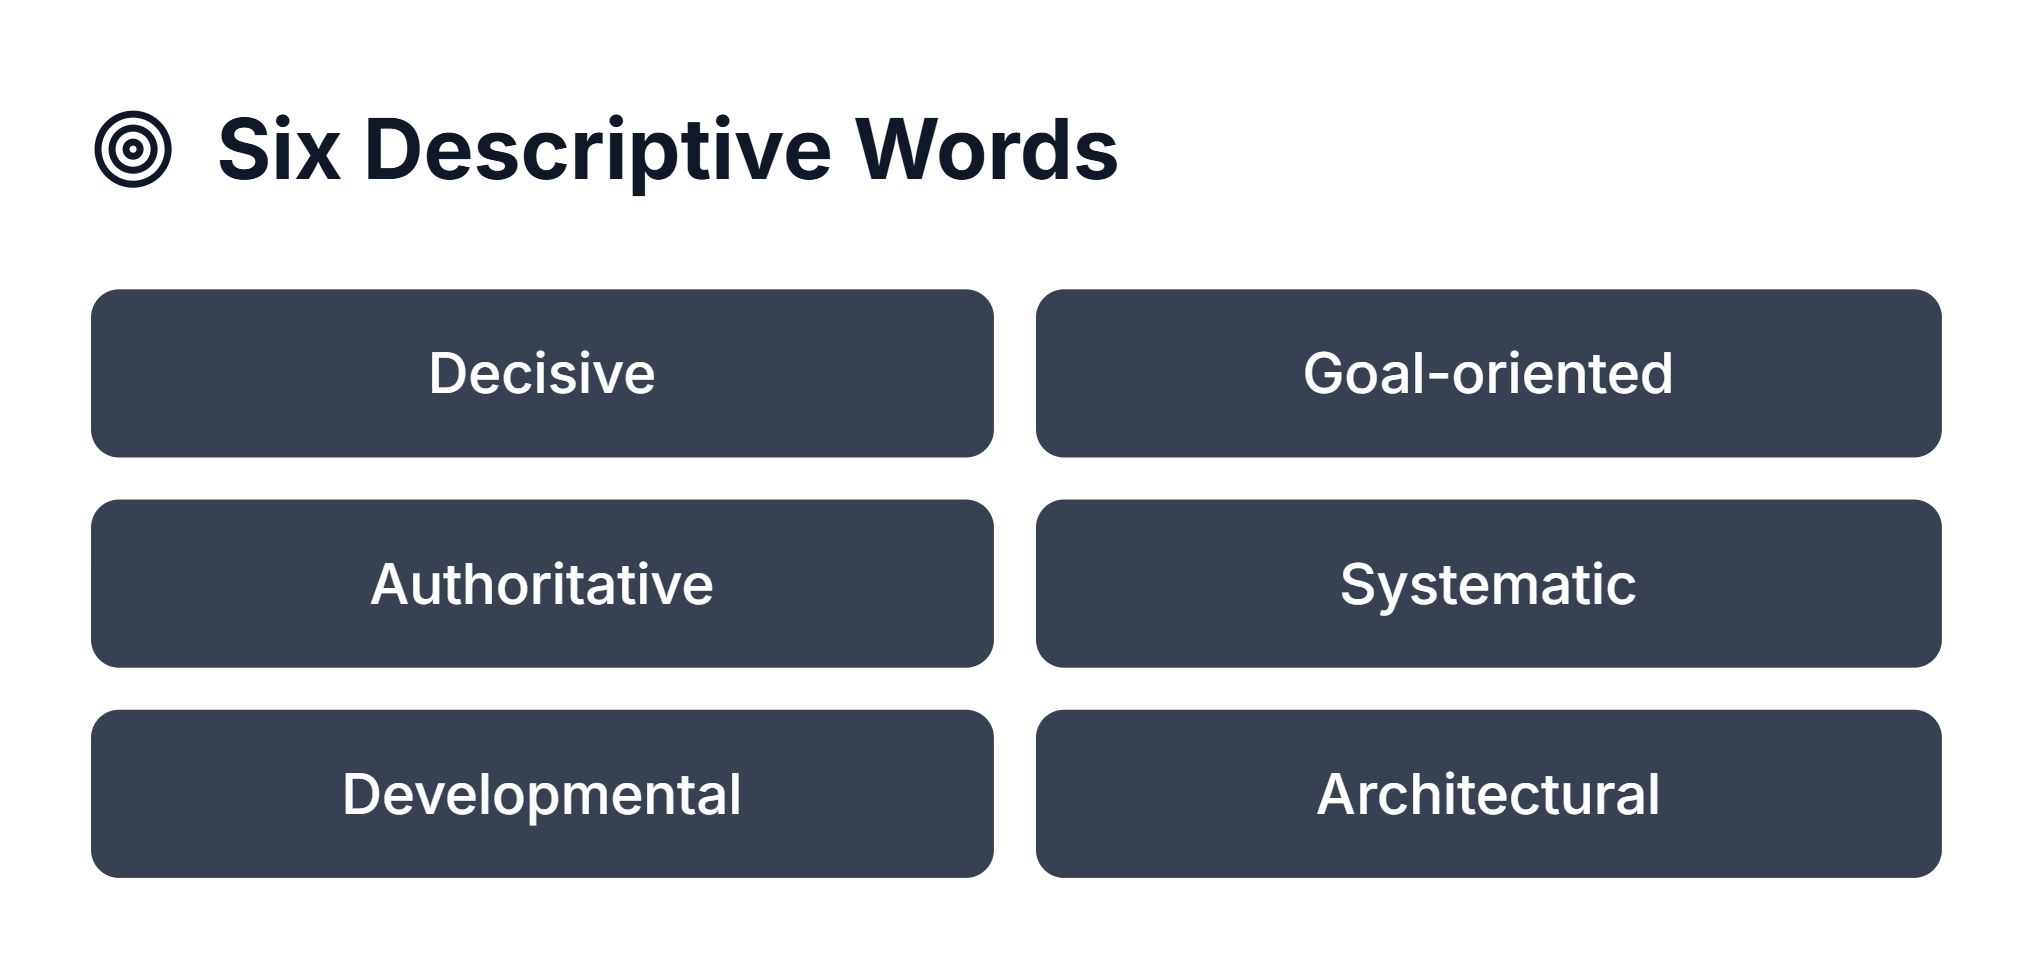 Six Descriptive Words
Decisive
Goal-oriented
Authoritative
Systematic
Developmental
Architectural